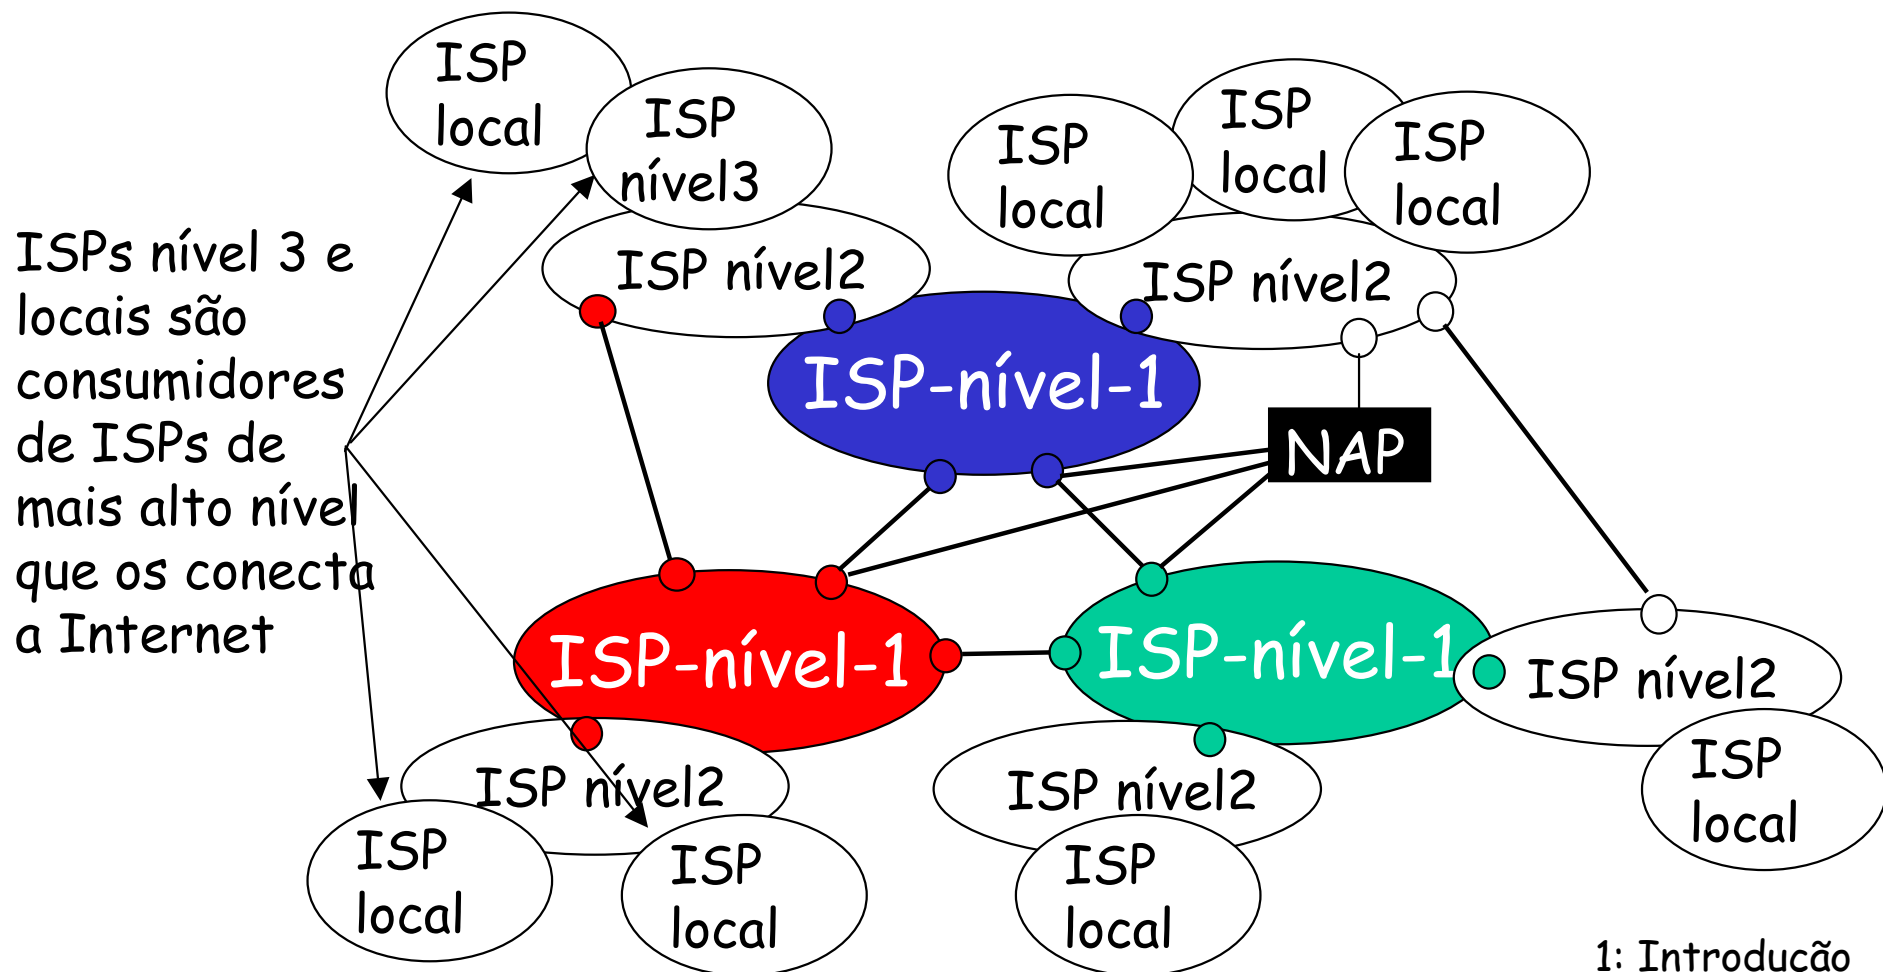 ISP
local
ISP
nível3
ISP
local
ISP
local
ISP
local
ISPs nível 3 e
locais são
consumidores
de ISPs de
mais alto nível
que os conecta
a Internet
ISP nível2
ISP nível2
ISP-nível-1
NAP
ISP-nível-1
ISP-nível-1
ISP nível2
ISP
local
ISP nível2
ISP nível2
ISP
local
ISP
local
ISP
local
1: Introdução